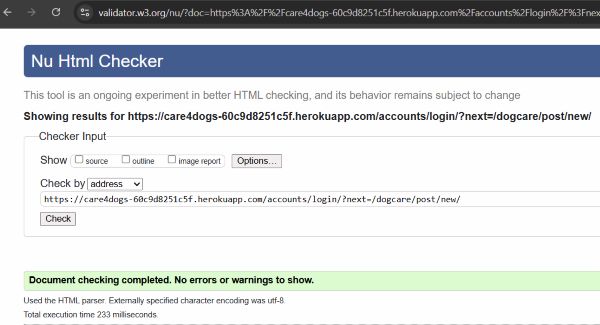 validator.w3.org/nu/?doc=https%3A%2F%2Fcare4dogs-60c9d8251c5f.herokuapp.com%2Faccounts%2Flogin%2F%3Fnex
Nu Html Checker
This tool is an ongoing experiment in better HTML checking, and its behavior remains subject to change
Showing results for https://care4dogs-60c9d8251c5f.herokuapp.com/accounts/login/?next=/dogcare/post/new/
Checker Input
Show source outline image report Options...
Check by address
https://care4dogs-60c9d8251c5f.herokuapp.com/accounts/login/?next=/dogcare/post/new/
Check
Document checking completed. No errors or warnings to show.
Used the HTML parser. Externally specified character encoding was utf-8.
Total execution time 233 milliseconds.